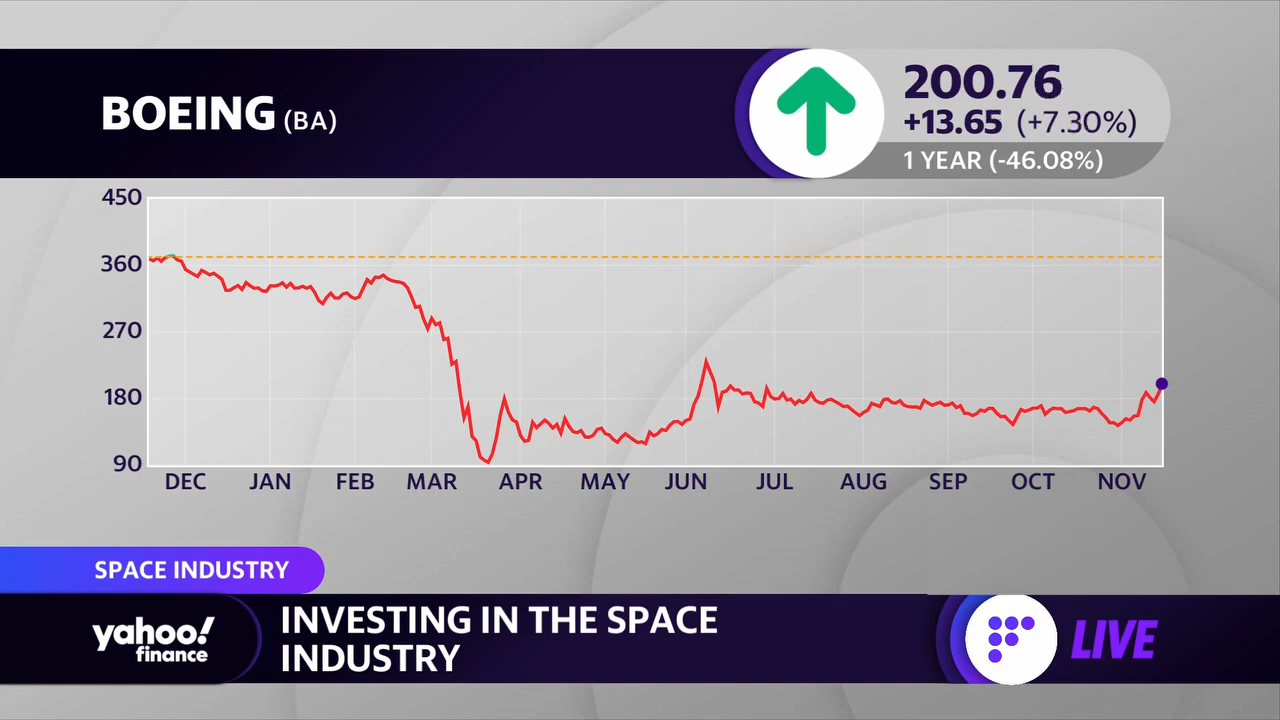 BOEING (BA)
200.76
+13.65 (+7.30%)
1 YEAR (-46.08%)
450
360
270
180
90
DEC JAN FEB MAR APR MAY JUN JUL AUG SEP OCT NOV
SPACE INDUSTRY
yahoo!
finance
INVESTING IN THE SPACE
INDUSTRY
LIVE